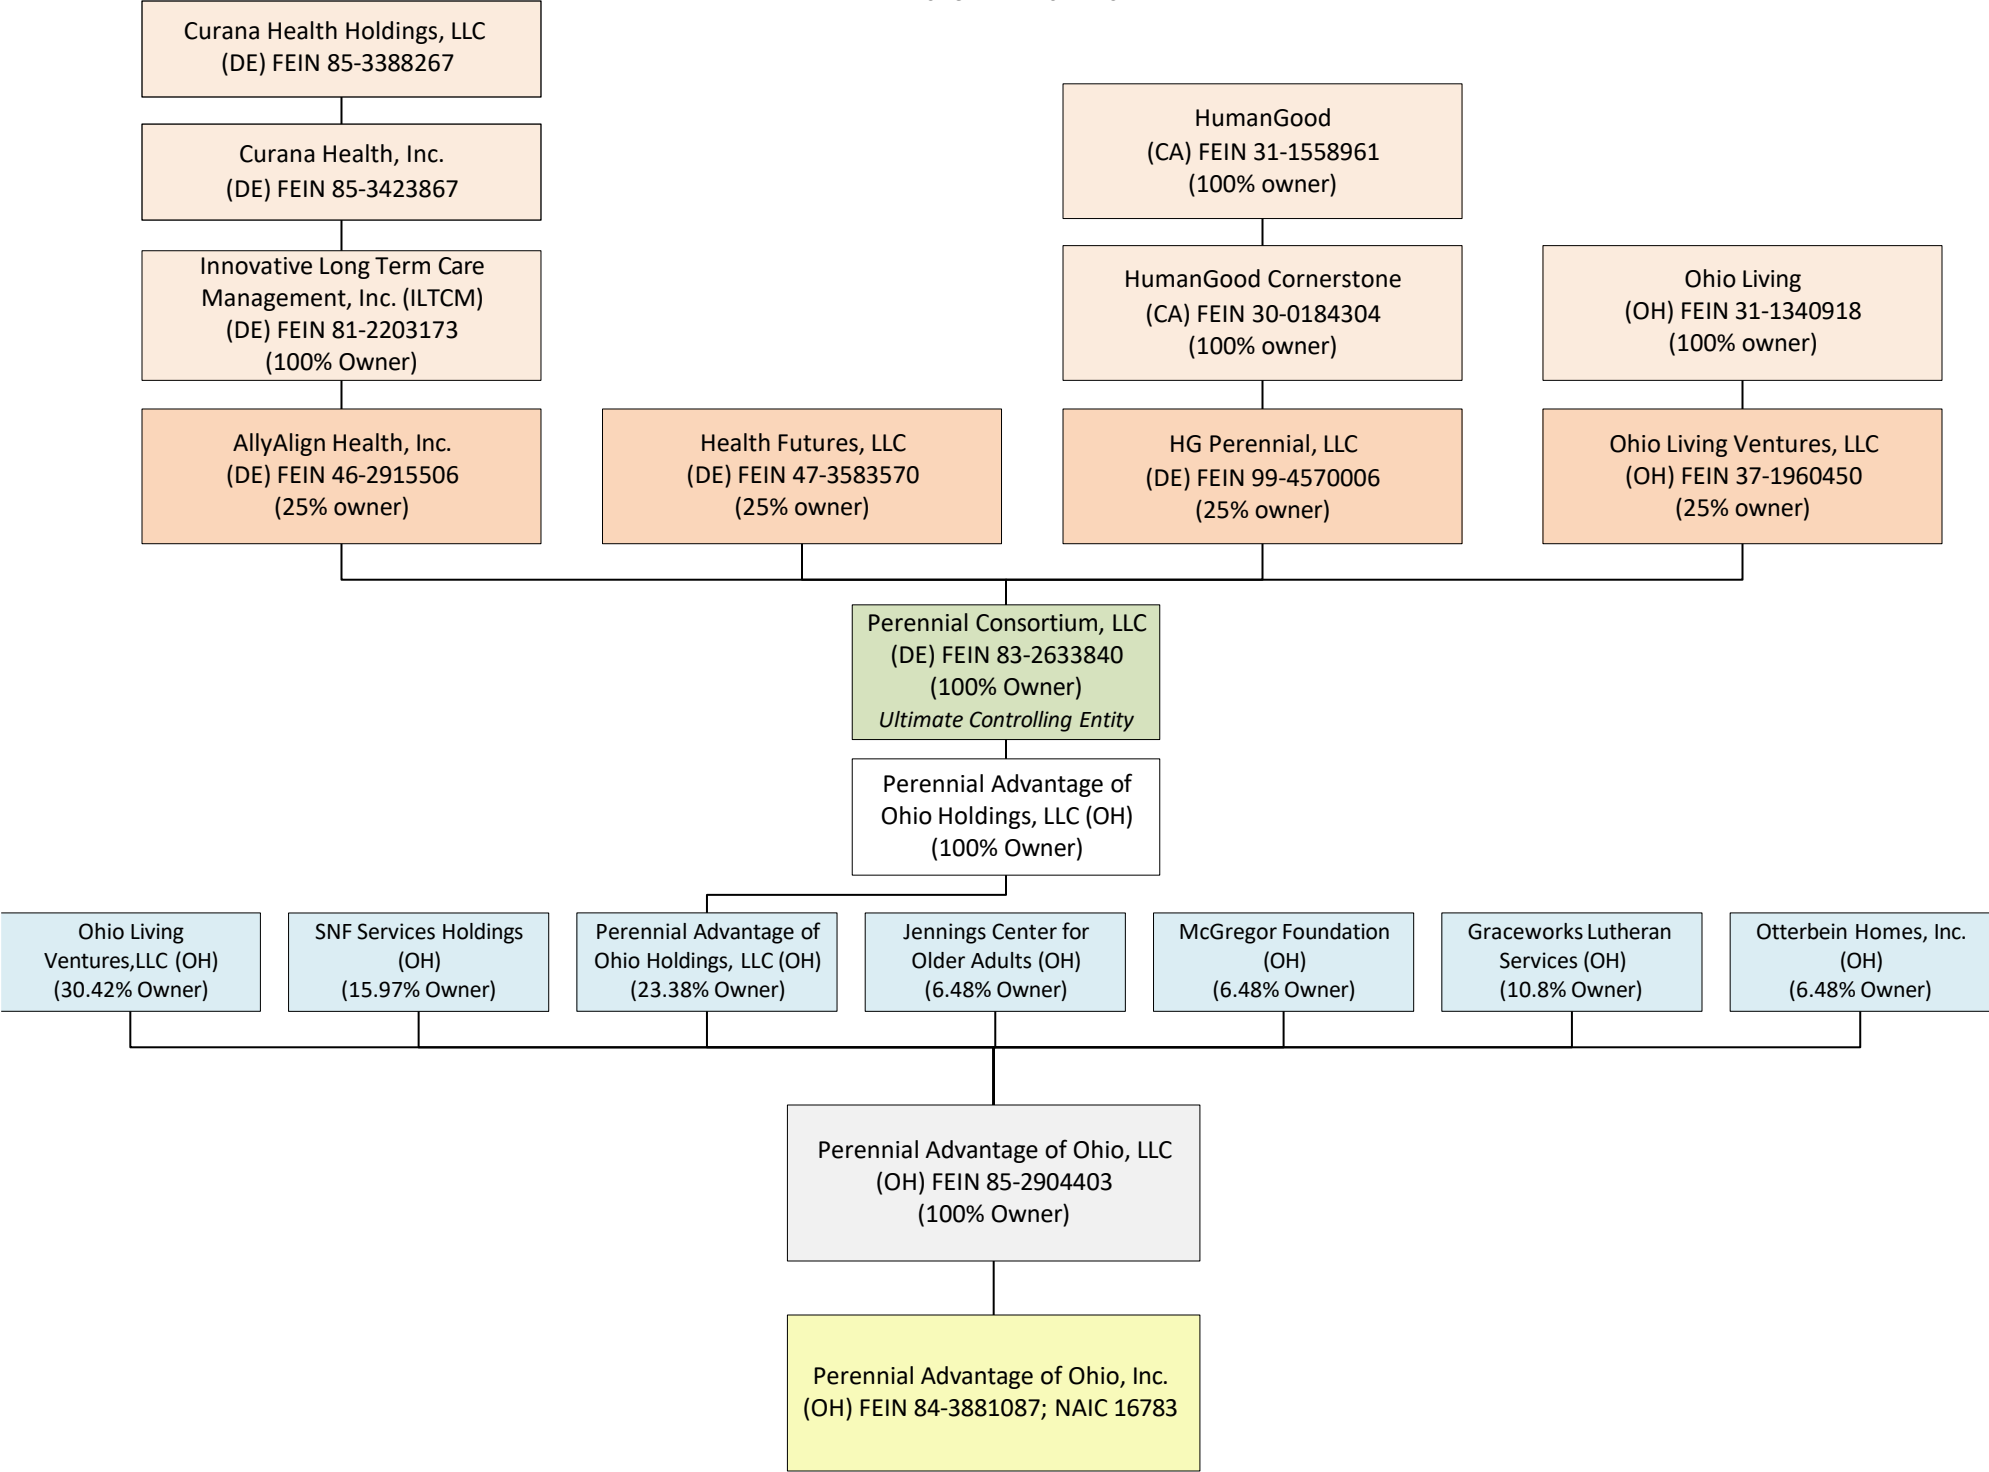 Curana Health Holdings, LLC
(DE) FEIN 85-3388267
Curana Health, Inc.
(DE) FEIN 85-3423867
HumanGood
(CA) FEIN 31-1558961
(100% owner)
Innovative Long Term Care
Management, Inc. (ILTCM)
(DE) FEIN 81-2203173
(100% Owner)
HumanGood Cornerstone
(CA) FEIN 30-0184304
(100% owner)
Ohio Living
(OH) FEIN 31-1340918
(100% owner)
AllyAlign Health, Inc.
(DE) FEIN 46-2915506
(25% owner)
Health Futures, LLC
(DE) FEIN 47-3583570
(25% owner)
HG Perennial, LLC
(DE) FEIN 99-4570006
(25% owner)
Ohio Living Ventures, LLC
(OH) FEIN 37-1960450
(25% owner)
Perennial Consortium, LLC
(DE) FEIN 83-2633840
(100% Owner)
Ultimate Controlling Entity
Perennial Advantage of
Ohio Holdings, LLC (OH)
(100% Owner)
Ohio Living
Ventures,LLC (OH)
(30.42% Owner)
SNF Services Holdings
(OH)
(15.97% Owner)
Perennial Advantage of
Ohio Holdings, LLC (OH)
(23.38% Owner)
Jennings Center for
Older Adults (OH)
(6.48% Owner)
McGregor Foundation
(OH)
(6.48% Owner)
Graceworks Lutheran
Services (OH)
(10.8% Owner)
Otterbein Homes, Inc.
(OH)
(6.48% Owner)
Perennial Advantage of Ohio, LLC
(OH) FEIN 85-2904403
(100% Owner)
Perennial Advantage of Ohio, Inc.
(OH) FEIN 84-3881087; NAIC 16783